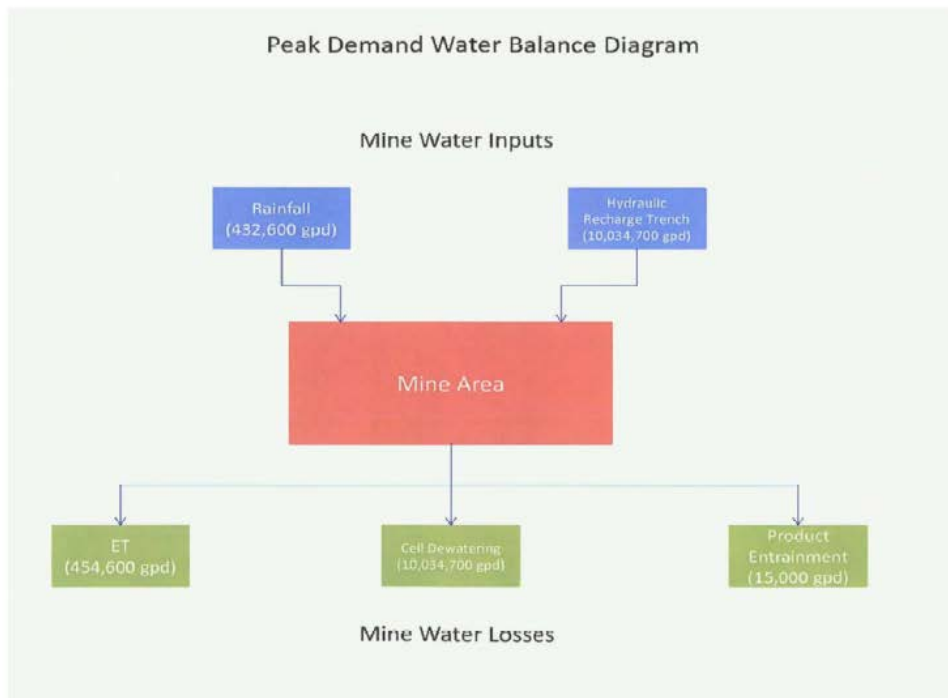 Peak Demand Water Balance Diagram
Mine Water Inputs
Rainfall
(432,600 gpd)
Hydraulic
Recharge Trench
(10,034,700 gpd)
Mine Area
ET
(454,600 gpd)
Cell Dewatering
(10,034,700 gpd)
Product
Entrainment
(15,000 gpd)
Mine Water Losses